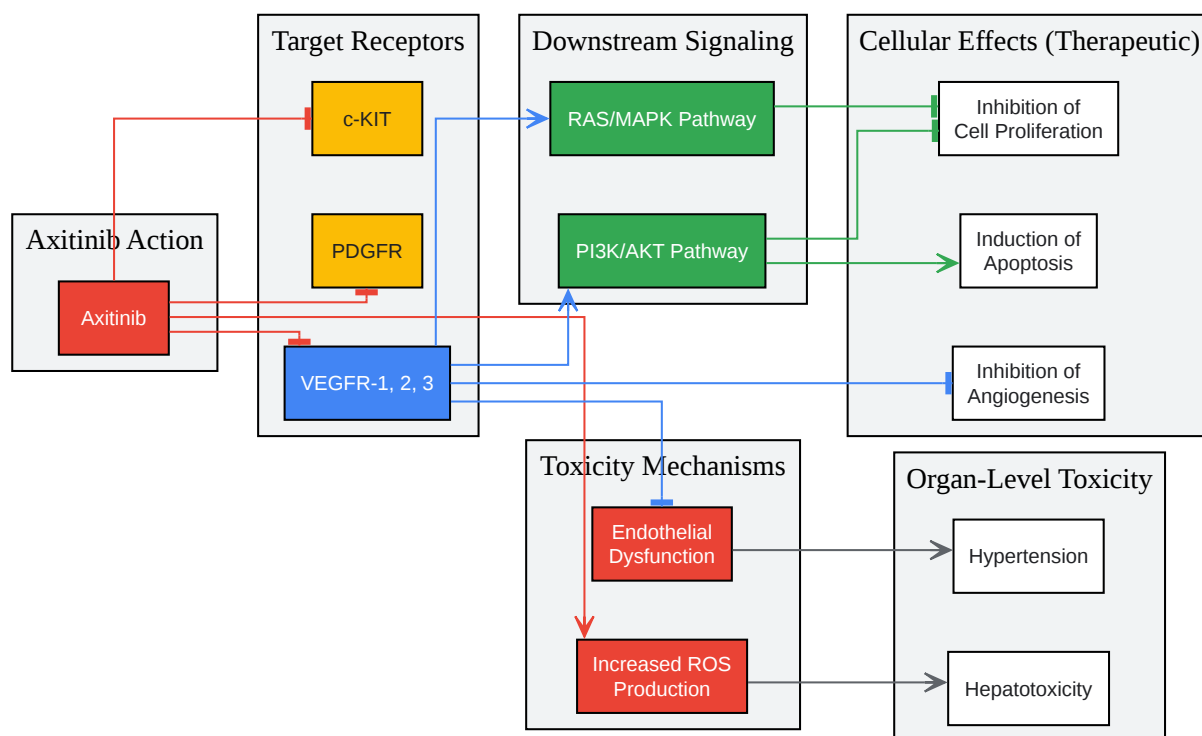 Target Receptors
Downstream Signaling
Cellular Effects (Therapeutic)
c-KIT
RAS/MAPK Pathway
Inhibition of
Cell Proliferation
Axitinib Action
PDGFR
PI3K/AKT Pathway
Induction of
Apoptosis
Axitinib
VEGFR-1, 2, 3
Inhibition of
Angiogenesis
Toxicity Mechanisms
Organ-Level Toxicity
Endothelial
Dysfunction
Hypertension
Increased ROS
Production
Hepatotoxicity